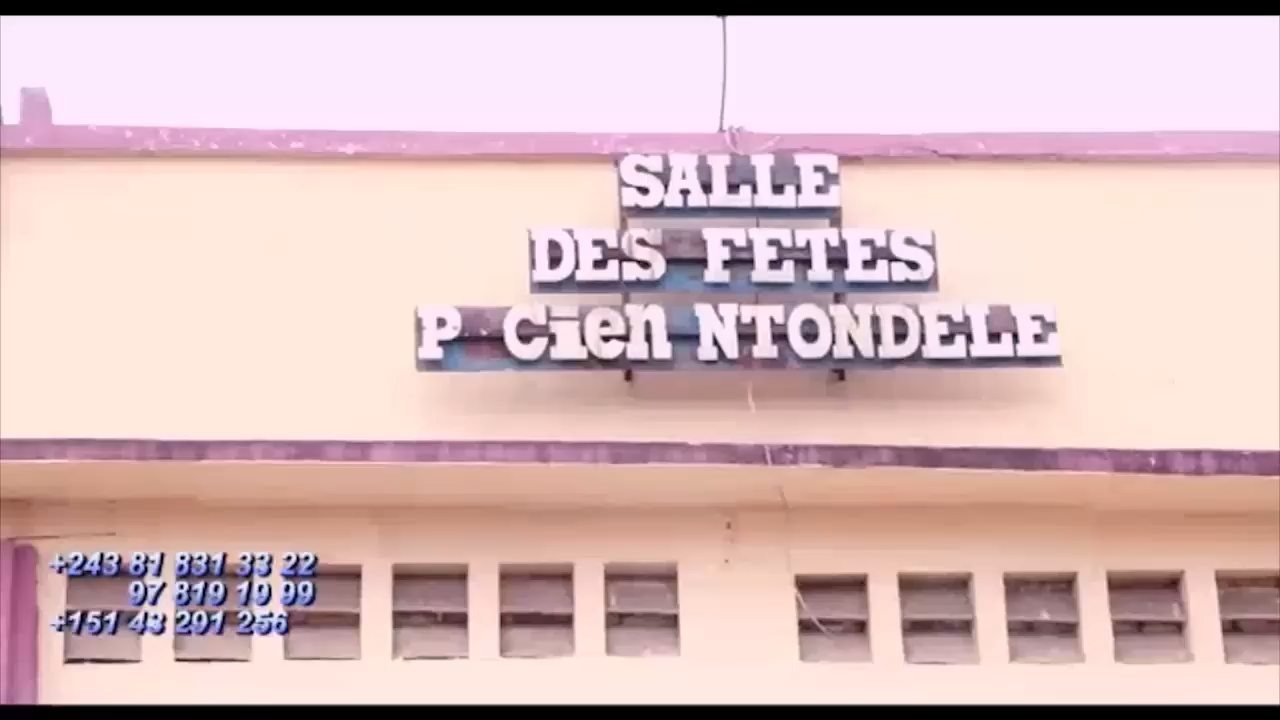 SALLE
DES FETES
P Cien NTONDELE
+243 81 831 33 22
97 819 19 99
+151 43 291 256